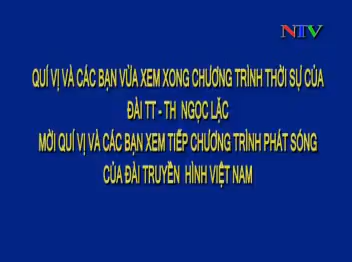 NTV
QUÍ VỊ VÀ CÁC BẠN VỪA XEM XONG CHƯƠNG TRÌNH THỜI SỰ CỦA
ĐÀI TT - TH NGỌC LẶC
MỜI QUÍ VỊ VÀ CÁC BẠN XEM TIẾP CHƯƠNG TRÌNH PHÁT SÓNG
CỦA ĐÀI TRUYỀN HÌNH VIỆT NAM